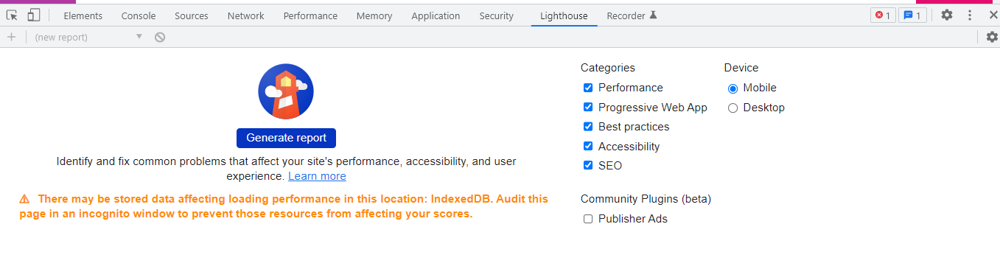 Elements Console Sources Network Performance Memory Application Security Lighthouse Recorder 1 1
(new report)
Categories Device
Performance Mobile
Progressive Web App Desktop
Best practices
Accessibility
SEO
Generate report
Identify and fix common problems that affect your site's performance, accessibility, and user
experience. Learn more
There may be stored data affecting loading performance in this location: IndexedDB. Audit this
page in an incognito window to prevent those resources from affecting your scores.
Community Plugins (beta)
Publisher Ads